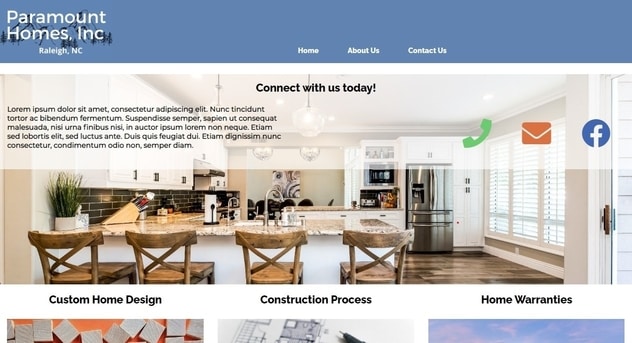 Paramount
Homes, Inc
Raleigh, NC
Home
About Us
Contact Us
Connect with us today!
Lorem ipsum dolor sit amet, consectetur adipiscing elit. Nunc tincidunt
tortor ac bibendum fermentum. Suspendisse semper, sapien ut consequat
malesuada, nisi urna finibus nisi, in auctor ipsum lorem non neque. Etiam
sed lobortis elit, sed luctus ante. Duis quis feugiat dui. Etiam dignissim nunc
consectetur, condimentum odio non, semper diam.
Custom Home Design
Construction Process
Home Warranties